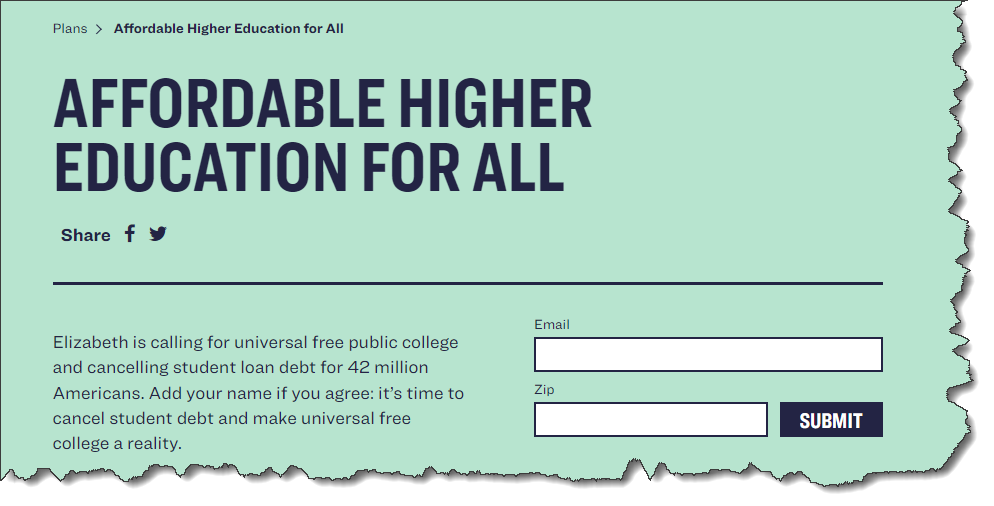 Plans > Affordable Higher Education for All
AFFORDABLE HIGHER
EDUCATION FOR ALL
Share
Elizabeth is calling for universal free public college
and cancelling student loan debt for 42 million
Americans. Add your name if you agree: it’s time to
cancel student debt and make universal free
college a reality.
Email
Zip
SUBMIT